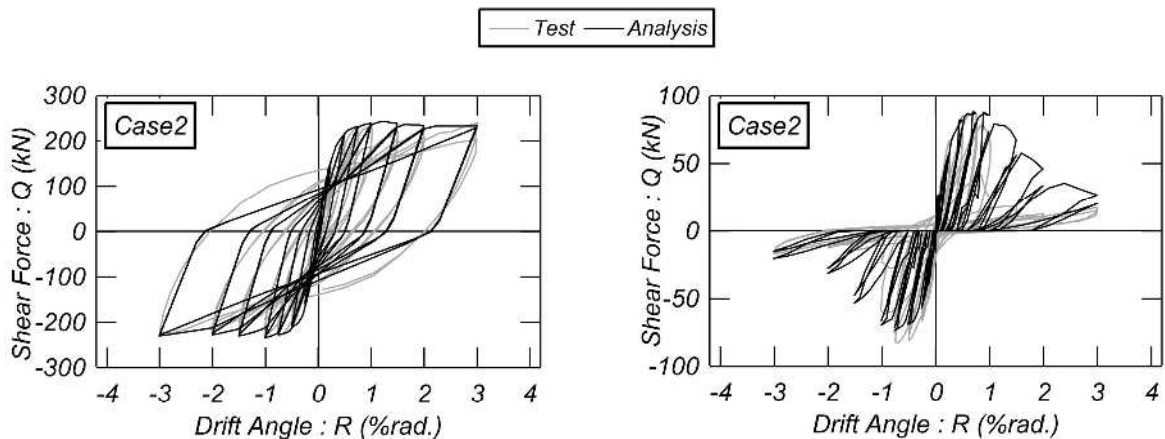 Test Analysis
300
200
100
0
-100
-200
-300
Shear Force : Q (kN)
Case2
-4 -3 -2 -1 0 1 2 3 4
Drift Angle : R (%rad.)
100
50
0
-50
-100
Shear Force : Q (kN)
Case2
-4 -3 -2 -1 0 1 2 3 4
Drift Angle : R (%rad.)